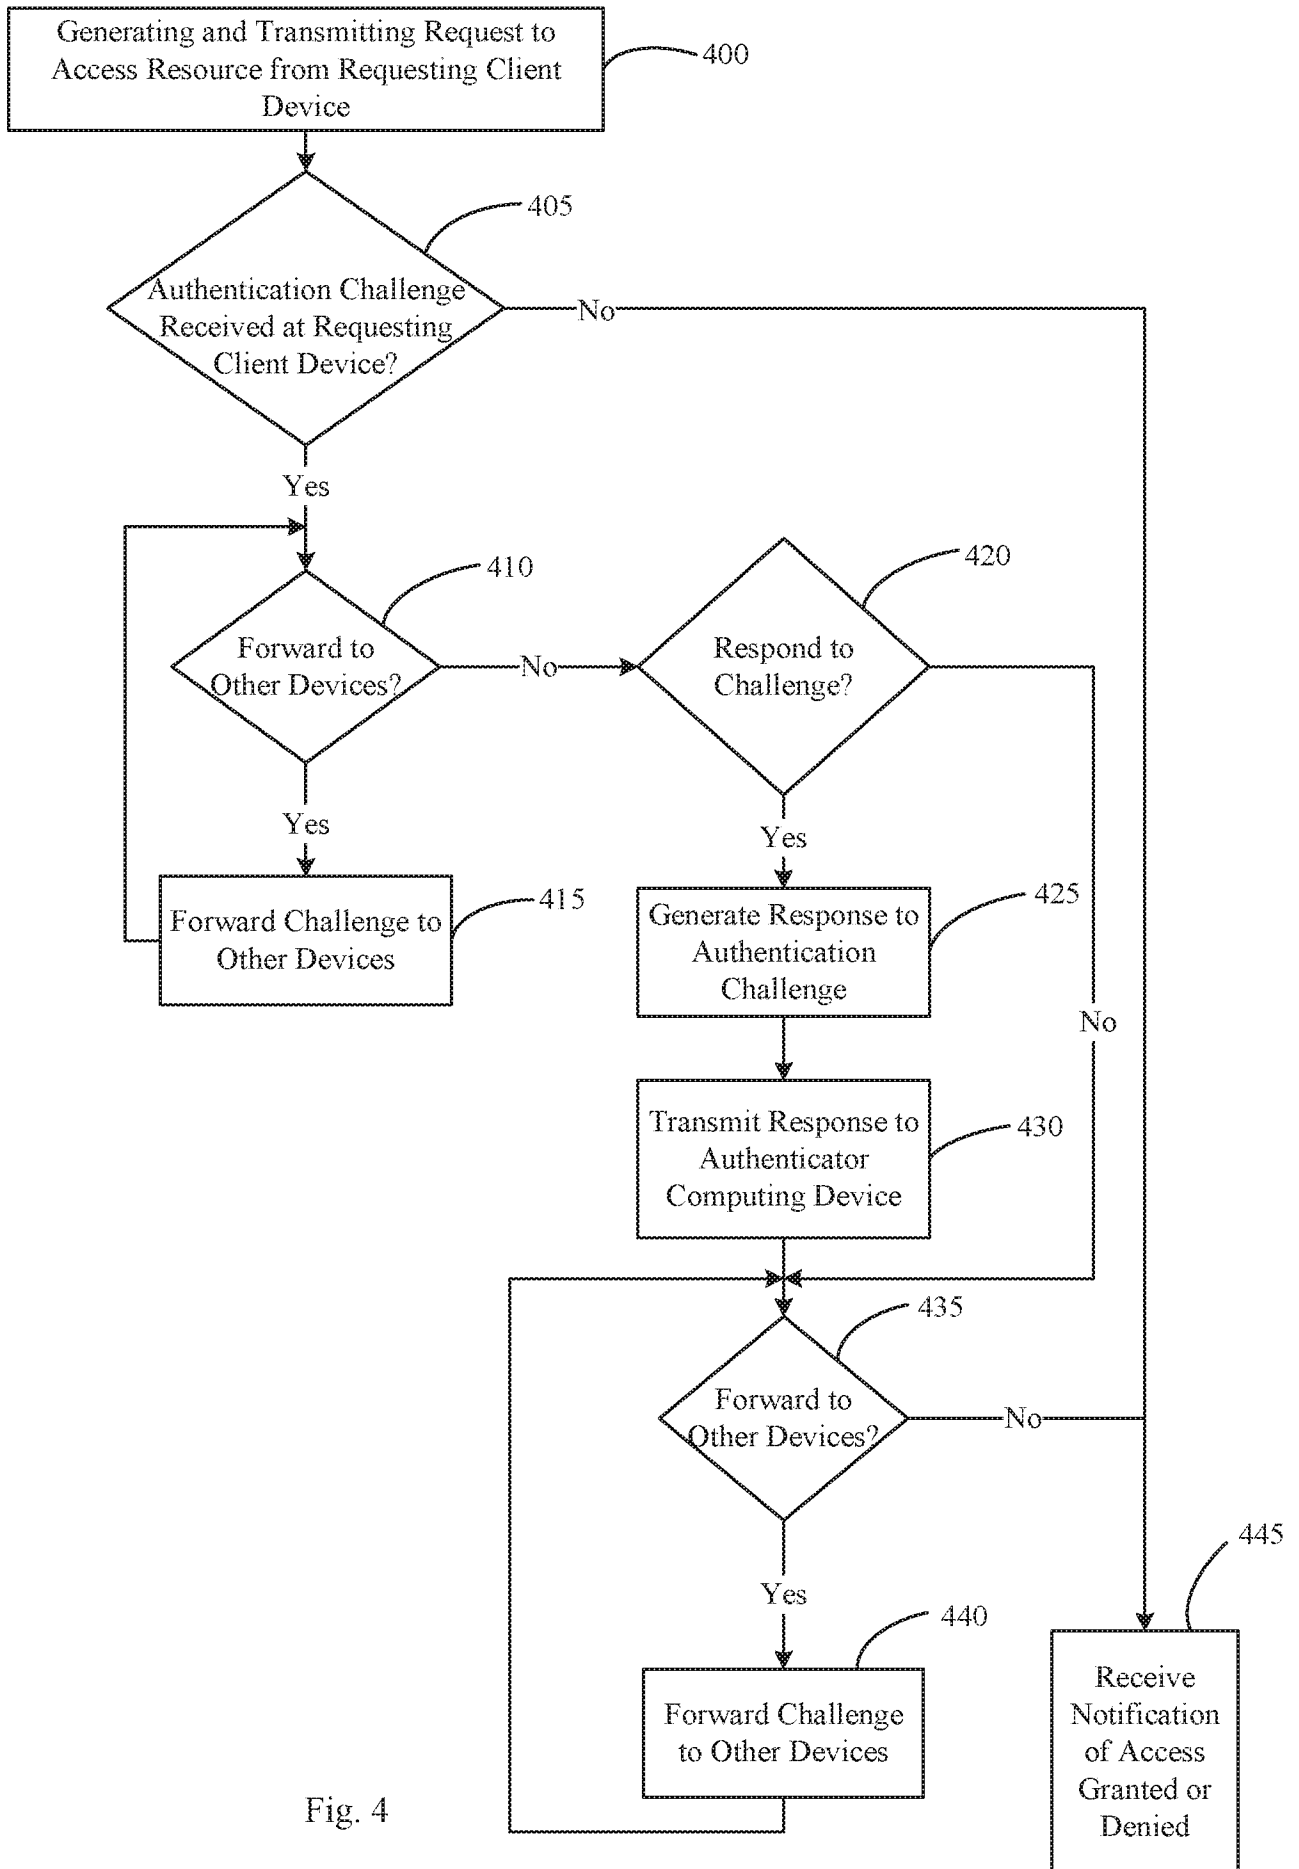 Generating and Transmitting Request to
Access Resource from Requesting Client
Device
400
405
Authentication Challenge
Received at Requesting
Client Device?
No
Yes
410
Forward to
Other Devices?
No
420
Respond to
Challenge?
Yes
Yes
Forward Challenge to
Other Devices
415
Generate Response to
Authentication
Challenge
425
No
Transmit Response to
Authenticator
Computing Device
430
435
Forward to
Other Devices?
No
Yes
440
Forward Challenge
to Other Devices
445
Receive
Notification
of Access
Granted or
Denied
Fig. 4